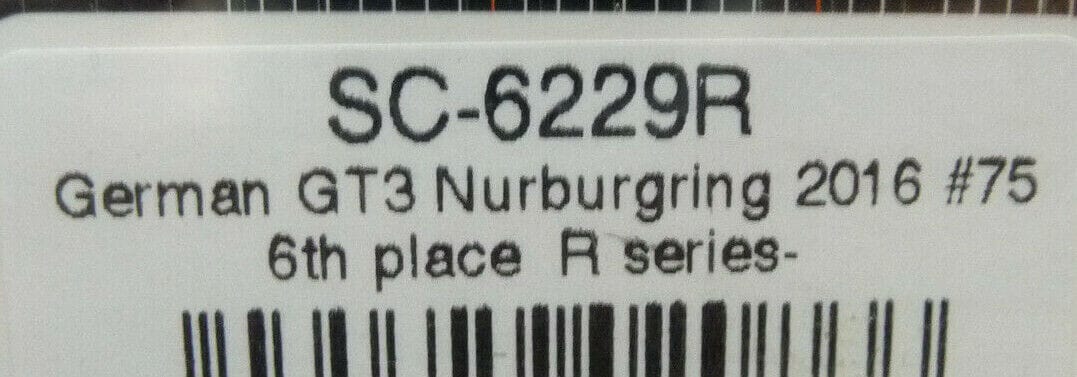 SC-6229R
German GT3 Nurburgring 2016 #75
6th place R series-